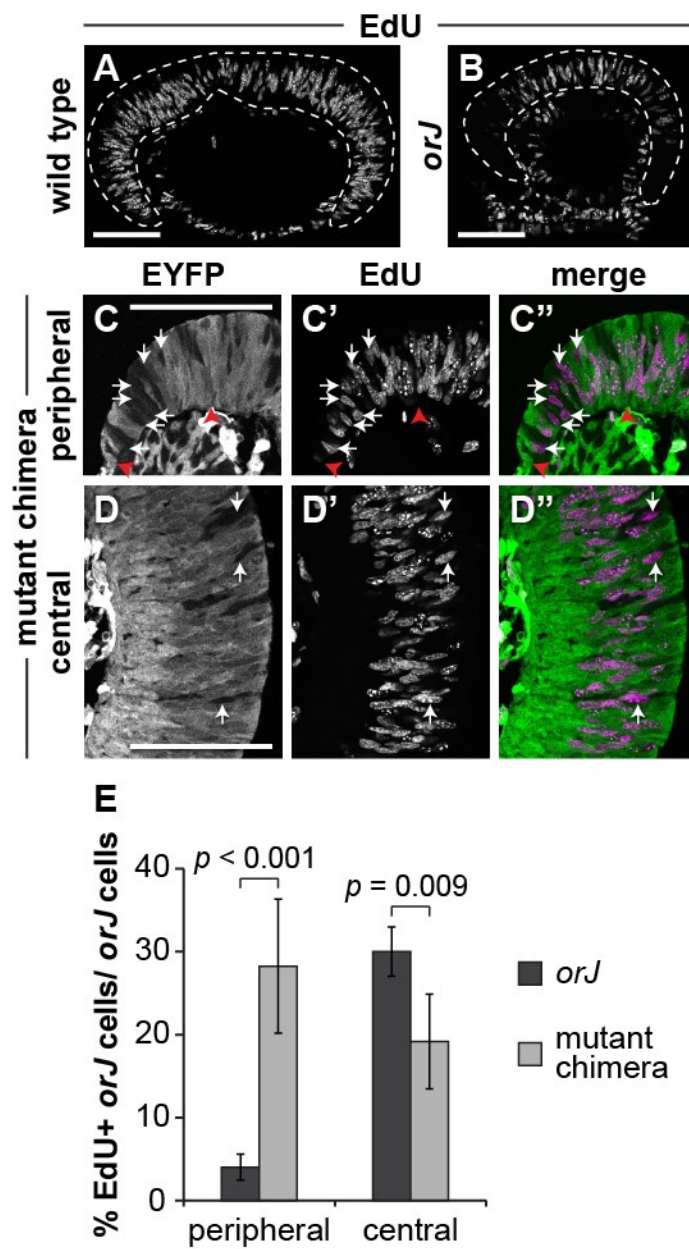 EdU
wild type
A
orJ
B
EYFP
EdU
merge
mutant chimera
peripheral
C
C'
C"
central
D
D'
D"
E
% EdU+ orJ cells/ orJ cells
40
30
20
10
0
p < 0.001
p = 0.009
peripheral
central
orJ
mutant
chimera